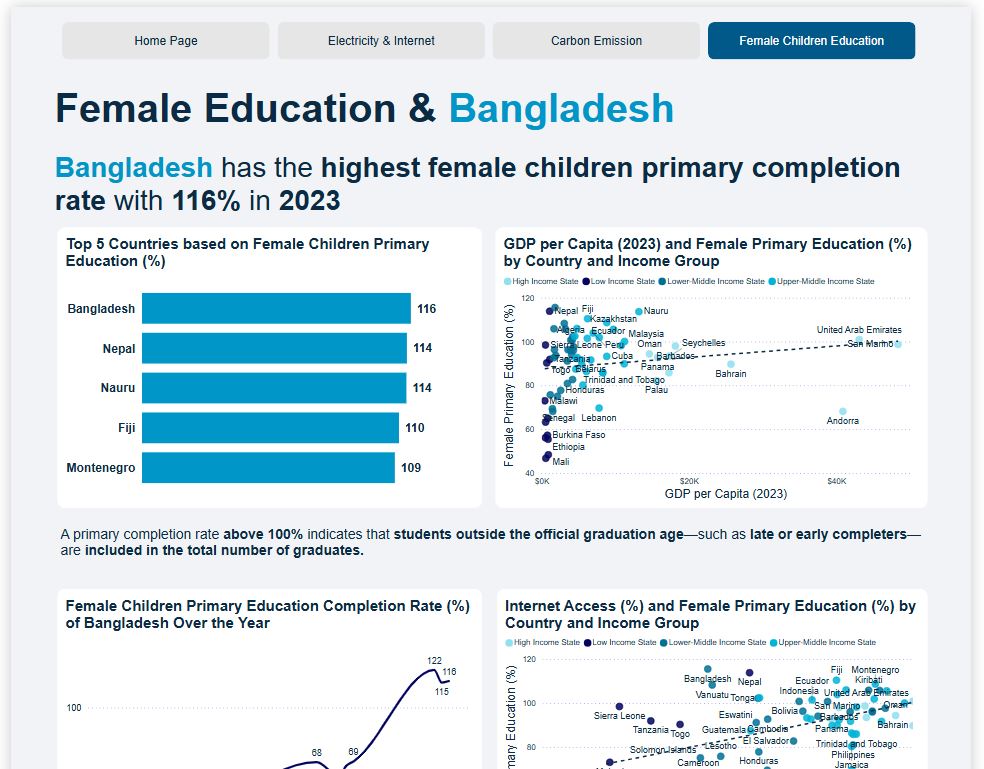 Home Page
Electricity & Internet
Carbon Emission
Female Children Education
Female Education & Bangladesh
Bangladesh has the highest female children primary completion
rate with 116% in 2023
Top 5 Countries based on Female Children Primary
Education (%)
Bangladesh 116
Nepal 114
Nauru 114
Fiji 110
Montenegro 109
GDP per Capita (2023) and Female Primary Education (%)
by Country and Income Group
High Income State Low Income State Lower-Middle Income State Upper-Middle Income State
Female Primary Education (%)
120
100
80
60
40
Nepal Fiji Nauru
Kazakhstan
Algeria Ecuador Malaysia
United Arab Emirates
Sierra Leone Peru Oman Seychelles
San Marino
Tanzania Cuba Barbados
Togo Belarus Panama
Bahrain
Trinidad and Tobago
Honduras Palau
Malawi
Senegal Lebanon
Andorra
Burkina Faso
Ethiopia
Mali
$0K $20K $40K
GDP per Capita (2023)
A primary completion rate above 100% indicates that students outside the official graduation age—such as late or early completers—
are included in the total number of graduates.
Female Children Primary Education Completion Rate (%)
of Bangladesh Over the Year
122
116
115
100
68 69
Internet Access (%) and Female Primary Education (%) by
Country and Income Group
High Income State Low Income State Lower-Middle Income State Upper-Middle Income State
mary Education (%)
120
100
80
Fiji Montenegro
Bangladesh Nepal Ecuador Kiribati
Vanuatu Tonga Indonesia United Arab Emirates
San Marino Oman
Sierra Leone Eswatini Bolivia Barbados
Tanzania Togo Guatemala Cambodia Panama Bahrain
El Salvador Trinidad and Tobago
Solomon Islands Lesotho
Cameroon Honduras Philippines
Jamaica